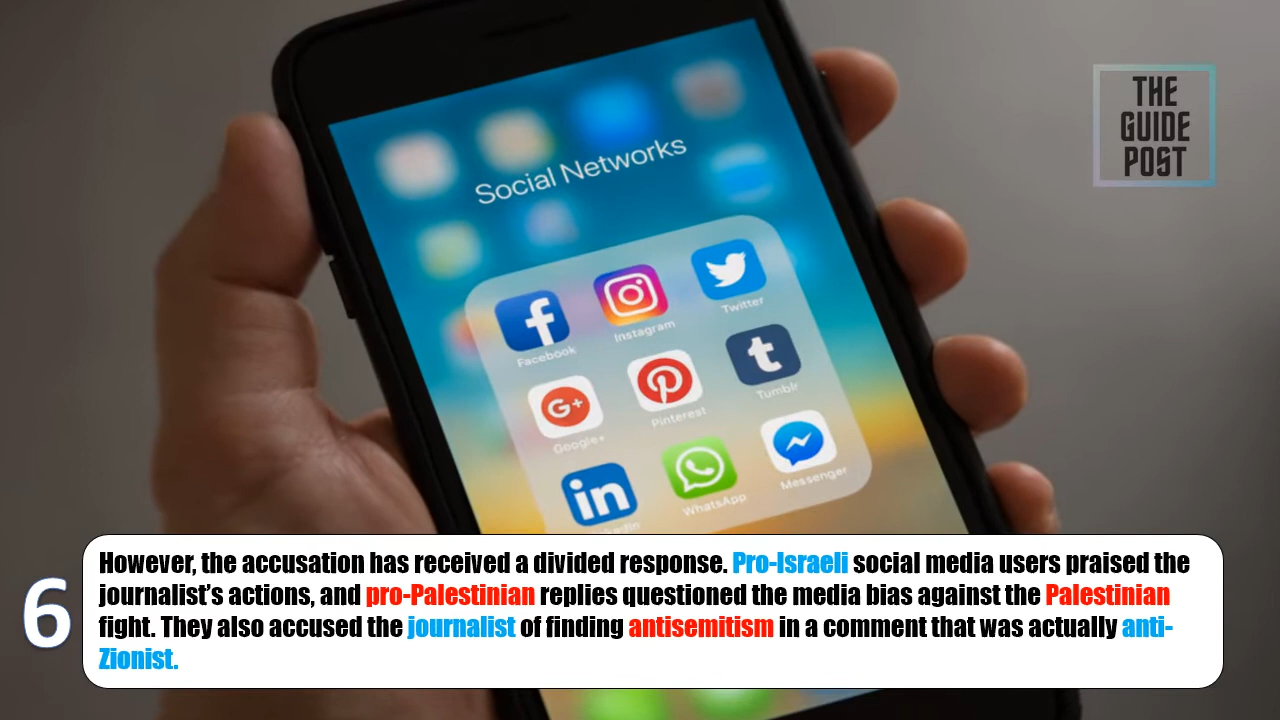 THE
GUIDE
POST
Social Networks
Facebook
Instagram
Twitter
Google+
Pinterest
Tumblr
WhatsApp
Messenger
6
However, the accusation has received a divided response. Pro-Israeli social media users praised the
journalist's actions, and pro-Palestinian replies questioned the media bias against the Palestinian
fight. They also accused the journalist of finding antisemitism in a comment that was actually anti-
Zionist.